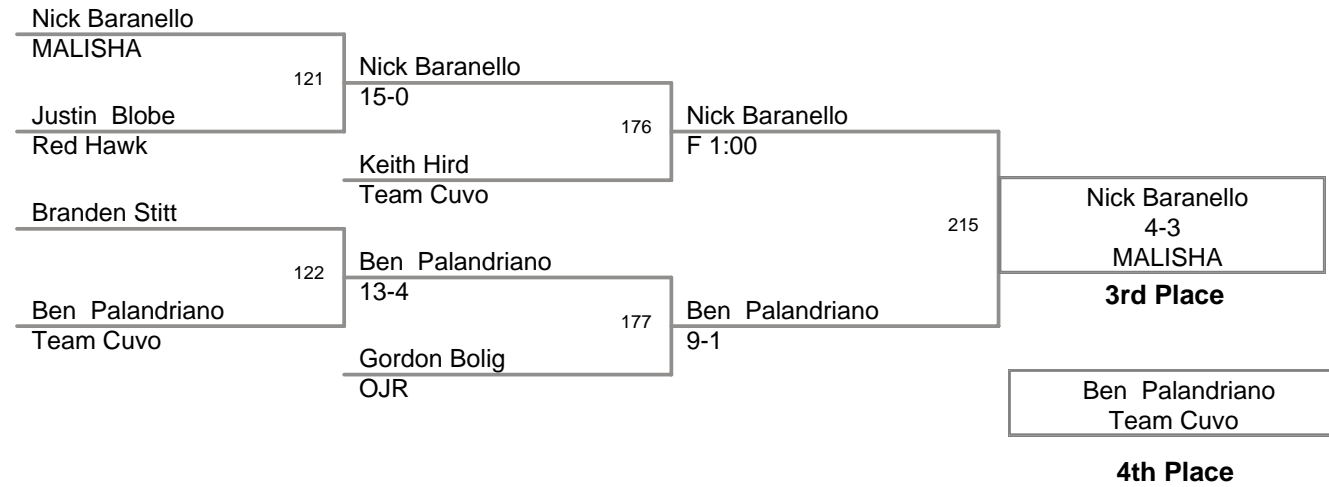 Nick Baranello
MALISHA
121
Justin Blobe
Red Hawk
Branden Stitt
122
Ben Palandriano
Team Cuvo
Nick Baranello
15-0
176
Keith Hird
Team Cuvo
Ben Palandriano
13-4
177
Gordon Bolig
OJR
Nick Baranello
F 1:00
215
Ben Palandriano
9-1
Nick Baranello
4-3
MALISHA
3rd Place
Ben Palandriano
Team Cuvo
4th Place